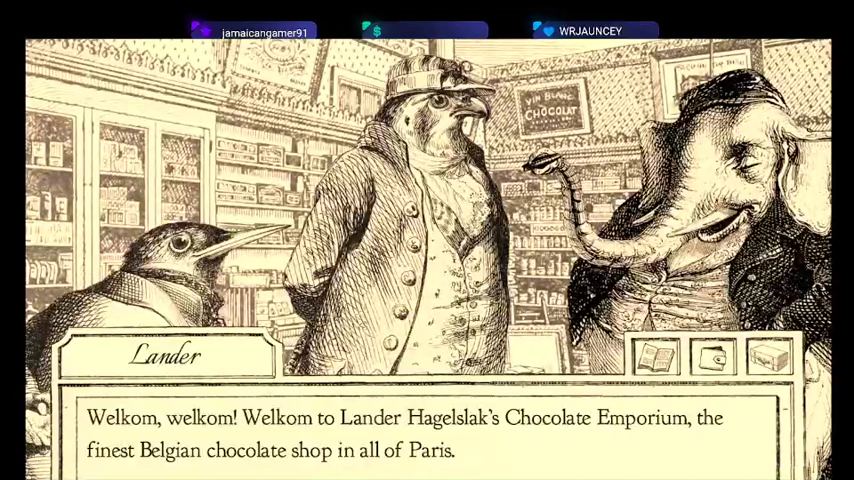 jamaicangamer91
$
WRJAUNCEY
VIN BLANC
CHOCOLAT
Lander
Welkom, welkom! Welkom to Lander Hagelslak's Chocolate Emporium, the
finest Belgian chocolate shop in all of Paris.